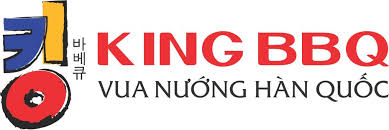 킹
바베큐
KING BBQ
VUA NƯỚNG HÀN QUỐC